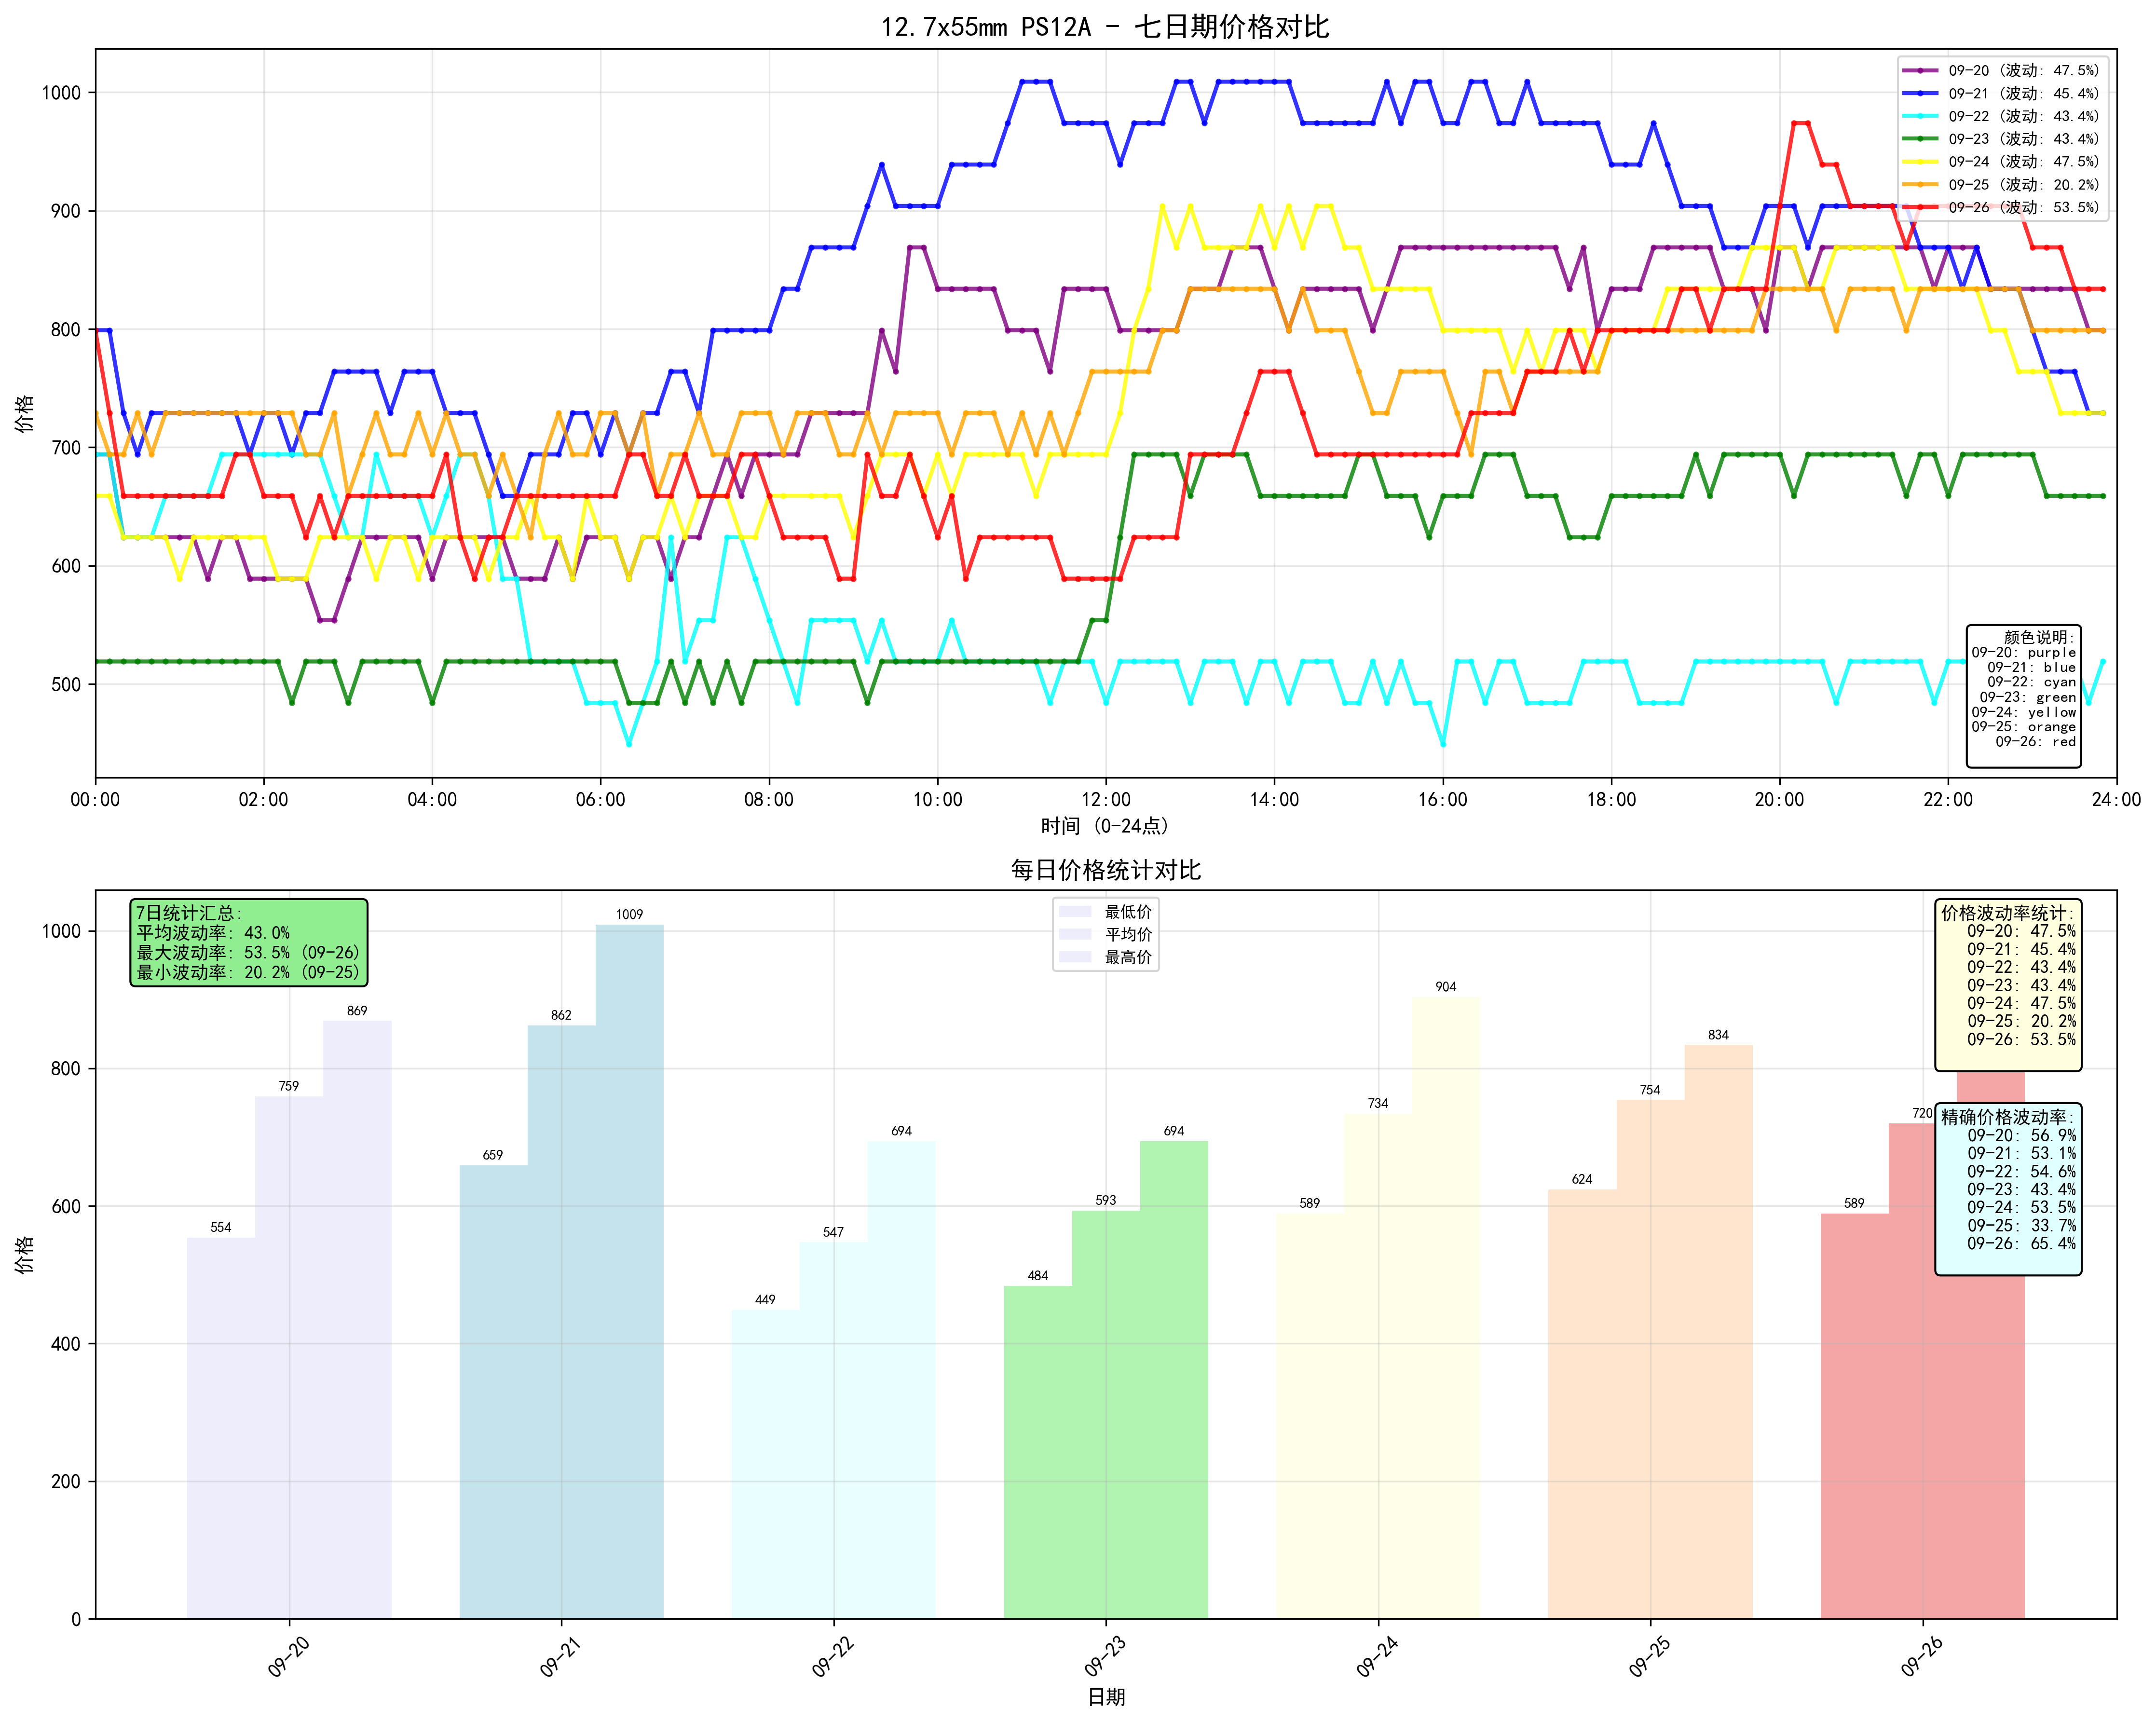 12.7x55mm PS12A - 七日期价格对比
价格
1000
900
800
700
600
500
09-20 (波动: 47.5%)
09-21 (波动: 45.4%)
09-22 (波动: 43.4%)
09-23 (波动: 43.4%)
09-24 (波动: 47.5%)
09-25 (波动: 20.2%)
09-26 (波动: 53.5%)
颜色说明:
09-20: purple
09-21: blue
09-22: cyan
09-23: green
09-24: yellow
09-25: orange
09-26: red
00:00 02:00 04:00 06:00 08:00 10:00 12:00 14:00 16:00 18:00 20:00 22:00 24:00
时间 (0-24点)
每日价格统计对比
价格
1000
800
600
400
200
0
7日统计汇总:
平均波动率: 43.0%
最大波动率: 53.5% (09-26)
最小波动率: 20.2% (09-25)
最低价
平均价
最高价
价格波动率统计:
09-20: 47.5%
09-21: 45.4%
09-22: 43.4%
09-23: 43.4%
09-24: 47.5%
09-25: 20.2%
09-26: 53.5%
精确价格波动率:
09-20: 56.9%
09-21: 53.1%
09-22: 54.6%
09-23: 43.4%
09-24: 53.5%
09-25: 33.7%
09-26: 65.4%
554 759 869
659 862 1009
449 547 694
484 593 694
589 734 904
624 754 834
589 720
09-20 09-21 09-22 09-23 09-24 09-25 09-26
日期